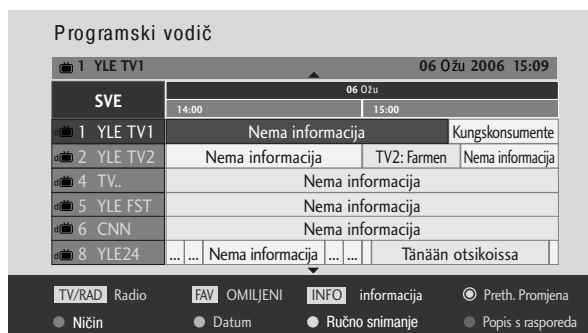 Programski vodič
1 YLE TV1 06 Ožu 2006 15:09
SVE 06 Ožu
14:00 15:00
1 YLE TV1 Nema informacija Kungskonsumente
2 YLE TV2 Nema informacija TV2: Farmen Nema informacija
4 TV.. Nema informacija
5 YLE FST Nema informacija
6 CNN Nema informacija
8 YLE24 ... ... Nema informacija ... ... Tänään otsikoissa
TV/RAD Radio FAV OMILJENI INFO informacija Preth. Promjena
Ničin Datum Ručno snimanje Popis s rasporeda